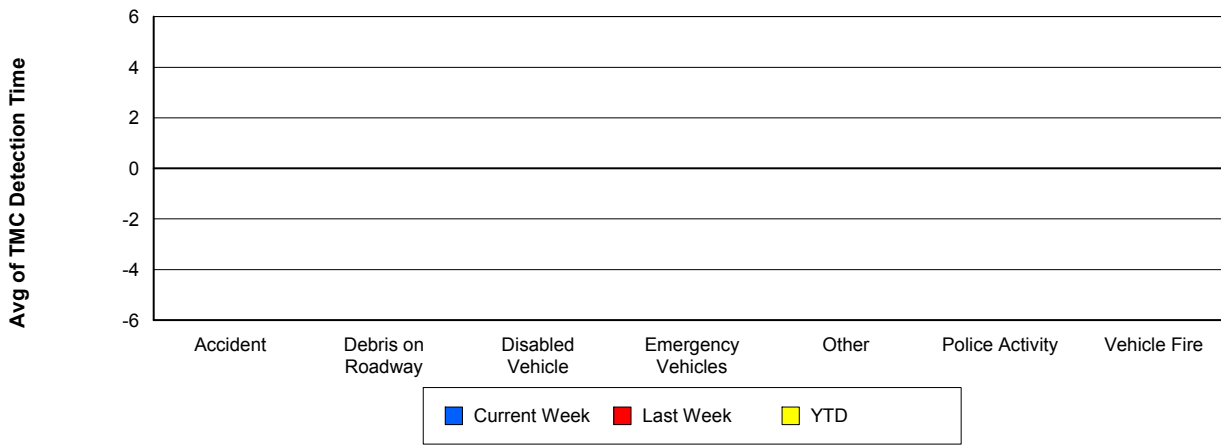 Avg of TMC Detection Time
6
4
2
0
-2
-4
-6
Accident
Debris on
Roadway
Disabled
Vehicle
Emergency
Vehicles
Other
Police Activity
Vehicle Fire
Current Week
Last Week
YTD